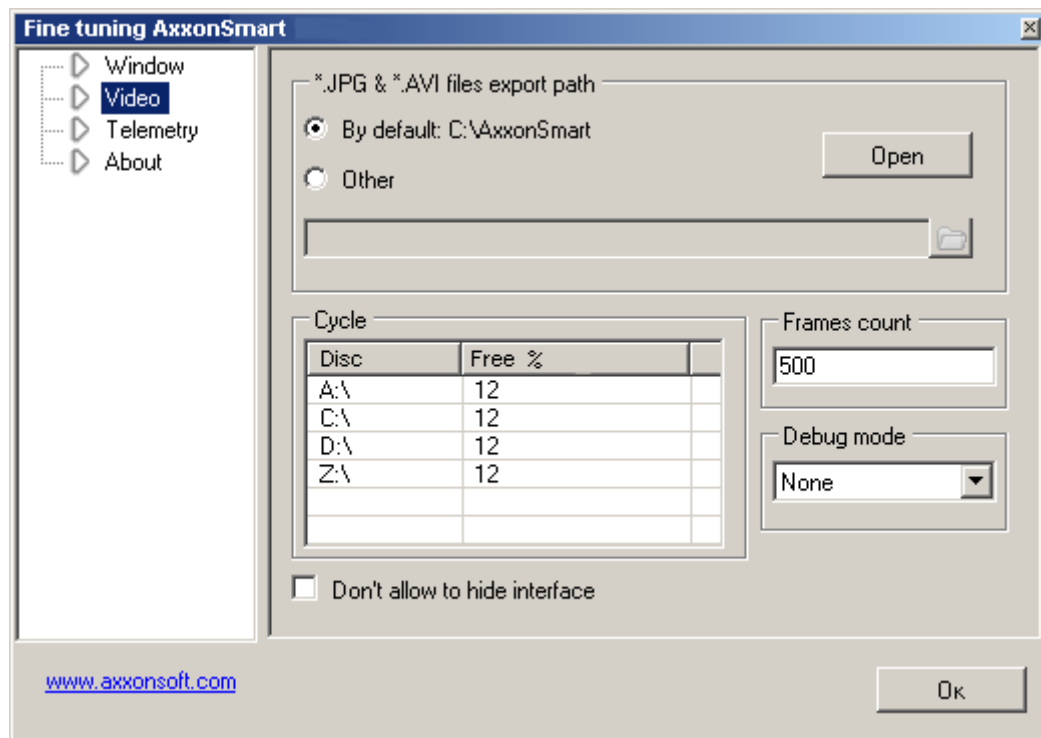 Fine tuning AxxonSmart
Window
Video
Telemetry
About
*.JPG & *.AVI files export path
By default: C:\AxxonSmart
Open
Other
Cycle
Disc Free %
A:\ 12
C:\ 12
D:\ 12
Z:\ 12
Frames count
500
Debug mode
None
Don't allow to hide interface
www.axxonsoft.com
Ок